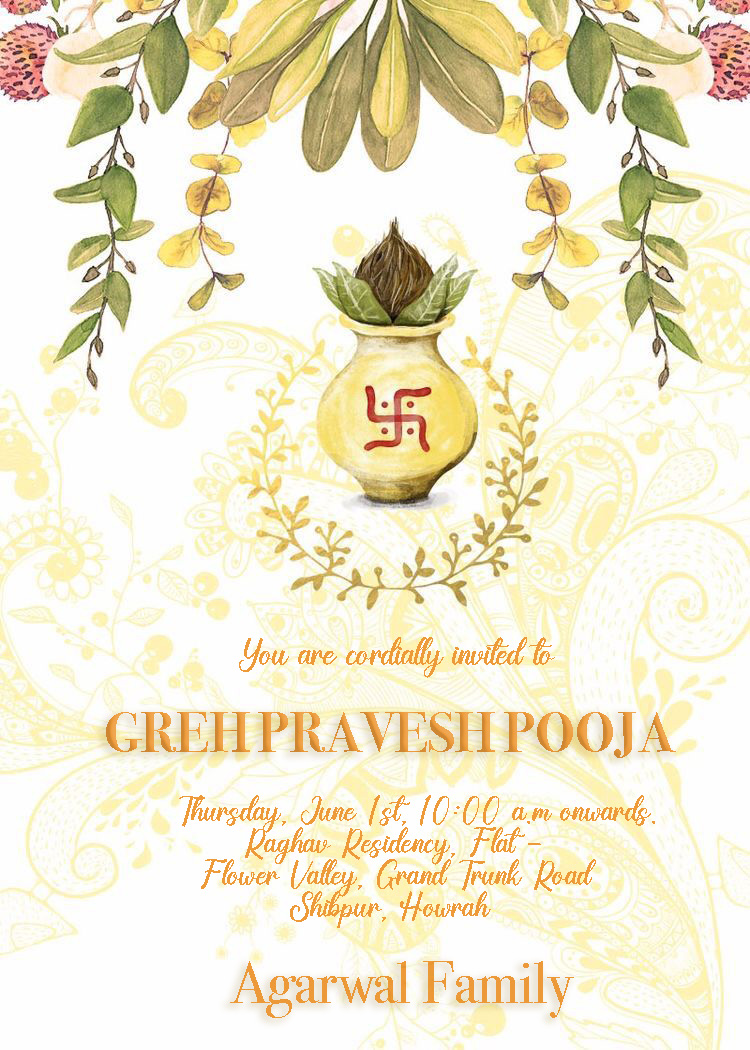 You are cordially invited to
GREH PRAVESH POOJA
Thursday, June 1st, 10:00 a.m onwards.
Raghav Residency, Flat -
Flower Valley, Grand Trunk Road
Shibpur, Howrah
Agarwal Family